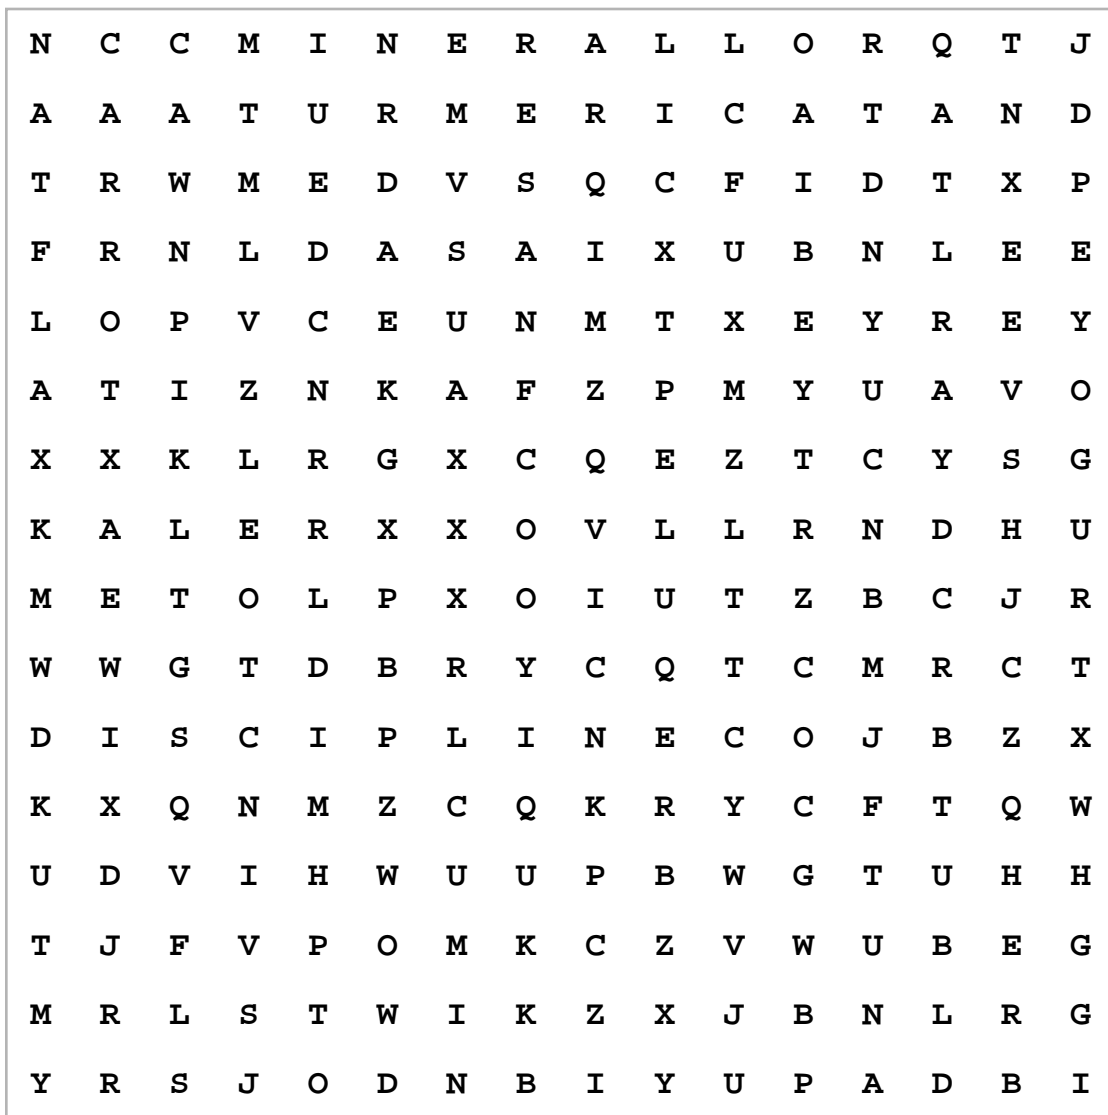 N C C M I N E R A L L O R Q T J
A A A T U R M E R I C A T A N D
T R W M E D V S Q C F I D T X P
F R N L D A S A I X U B N L E E
L O P V C E U N M T X E Y R E Y
A T I Z N K A F Z P M Y U A V O
X X K L R G X C Q E Z T C Y S G
K A L E R X X O V L L R N D H U
M E T O L P X O I U T Z B C J R
W W G T D B R Y C Q T C M R C T
D I S C I P L I N E C O J B Z X
K X Q N M Z C Q K R Y C F T Q W
U D V I H W U U P B W G T U H H
T J F V P O M K C Z V W U B E G
M R L S T W I K Z X J B N L R G
Y R S J O D N B I Y U P A D B I